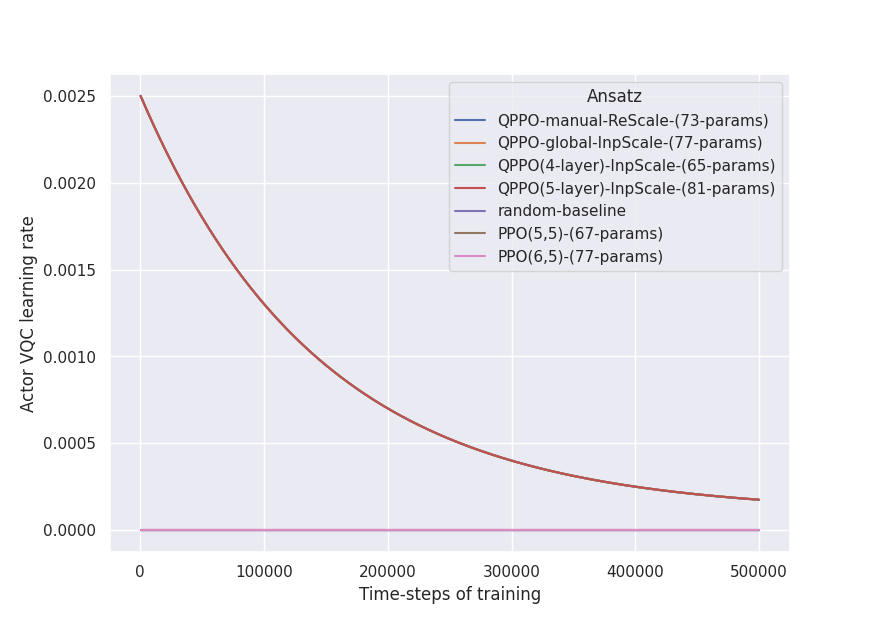 Ansatz
QPPO-manual-ReScale-(73-params)
QPPO-global-InpScale-(77-params)
QPPO(4-layer)-InpScale-(65-params)
QPPO(5-layer)-InpScale-(81-params)
random-baseline
PPO(5,5)-(67-params)
PPO(6,5)-(77-params)
Actor VQC learning rate
0.0025
0.0020
0.0015
0.0010
0.0005
0.0000
0 100000 200000 300000 400000 500000
Time-steps of training